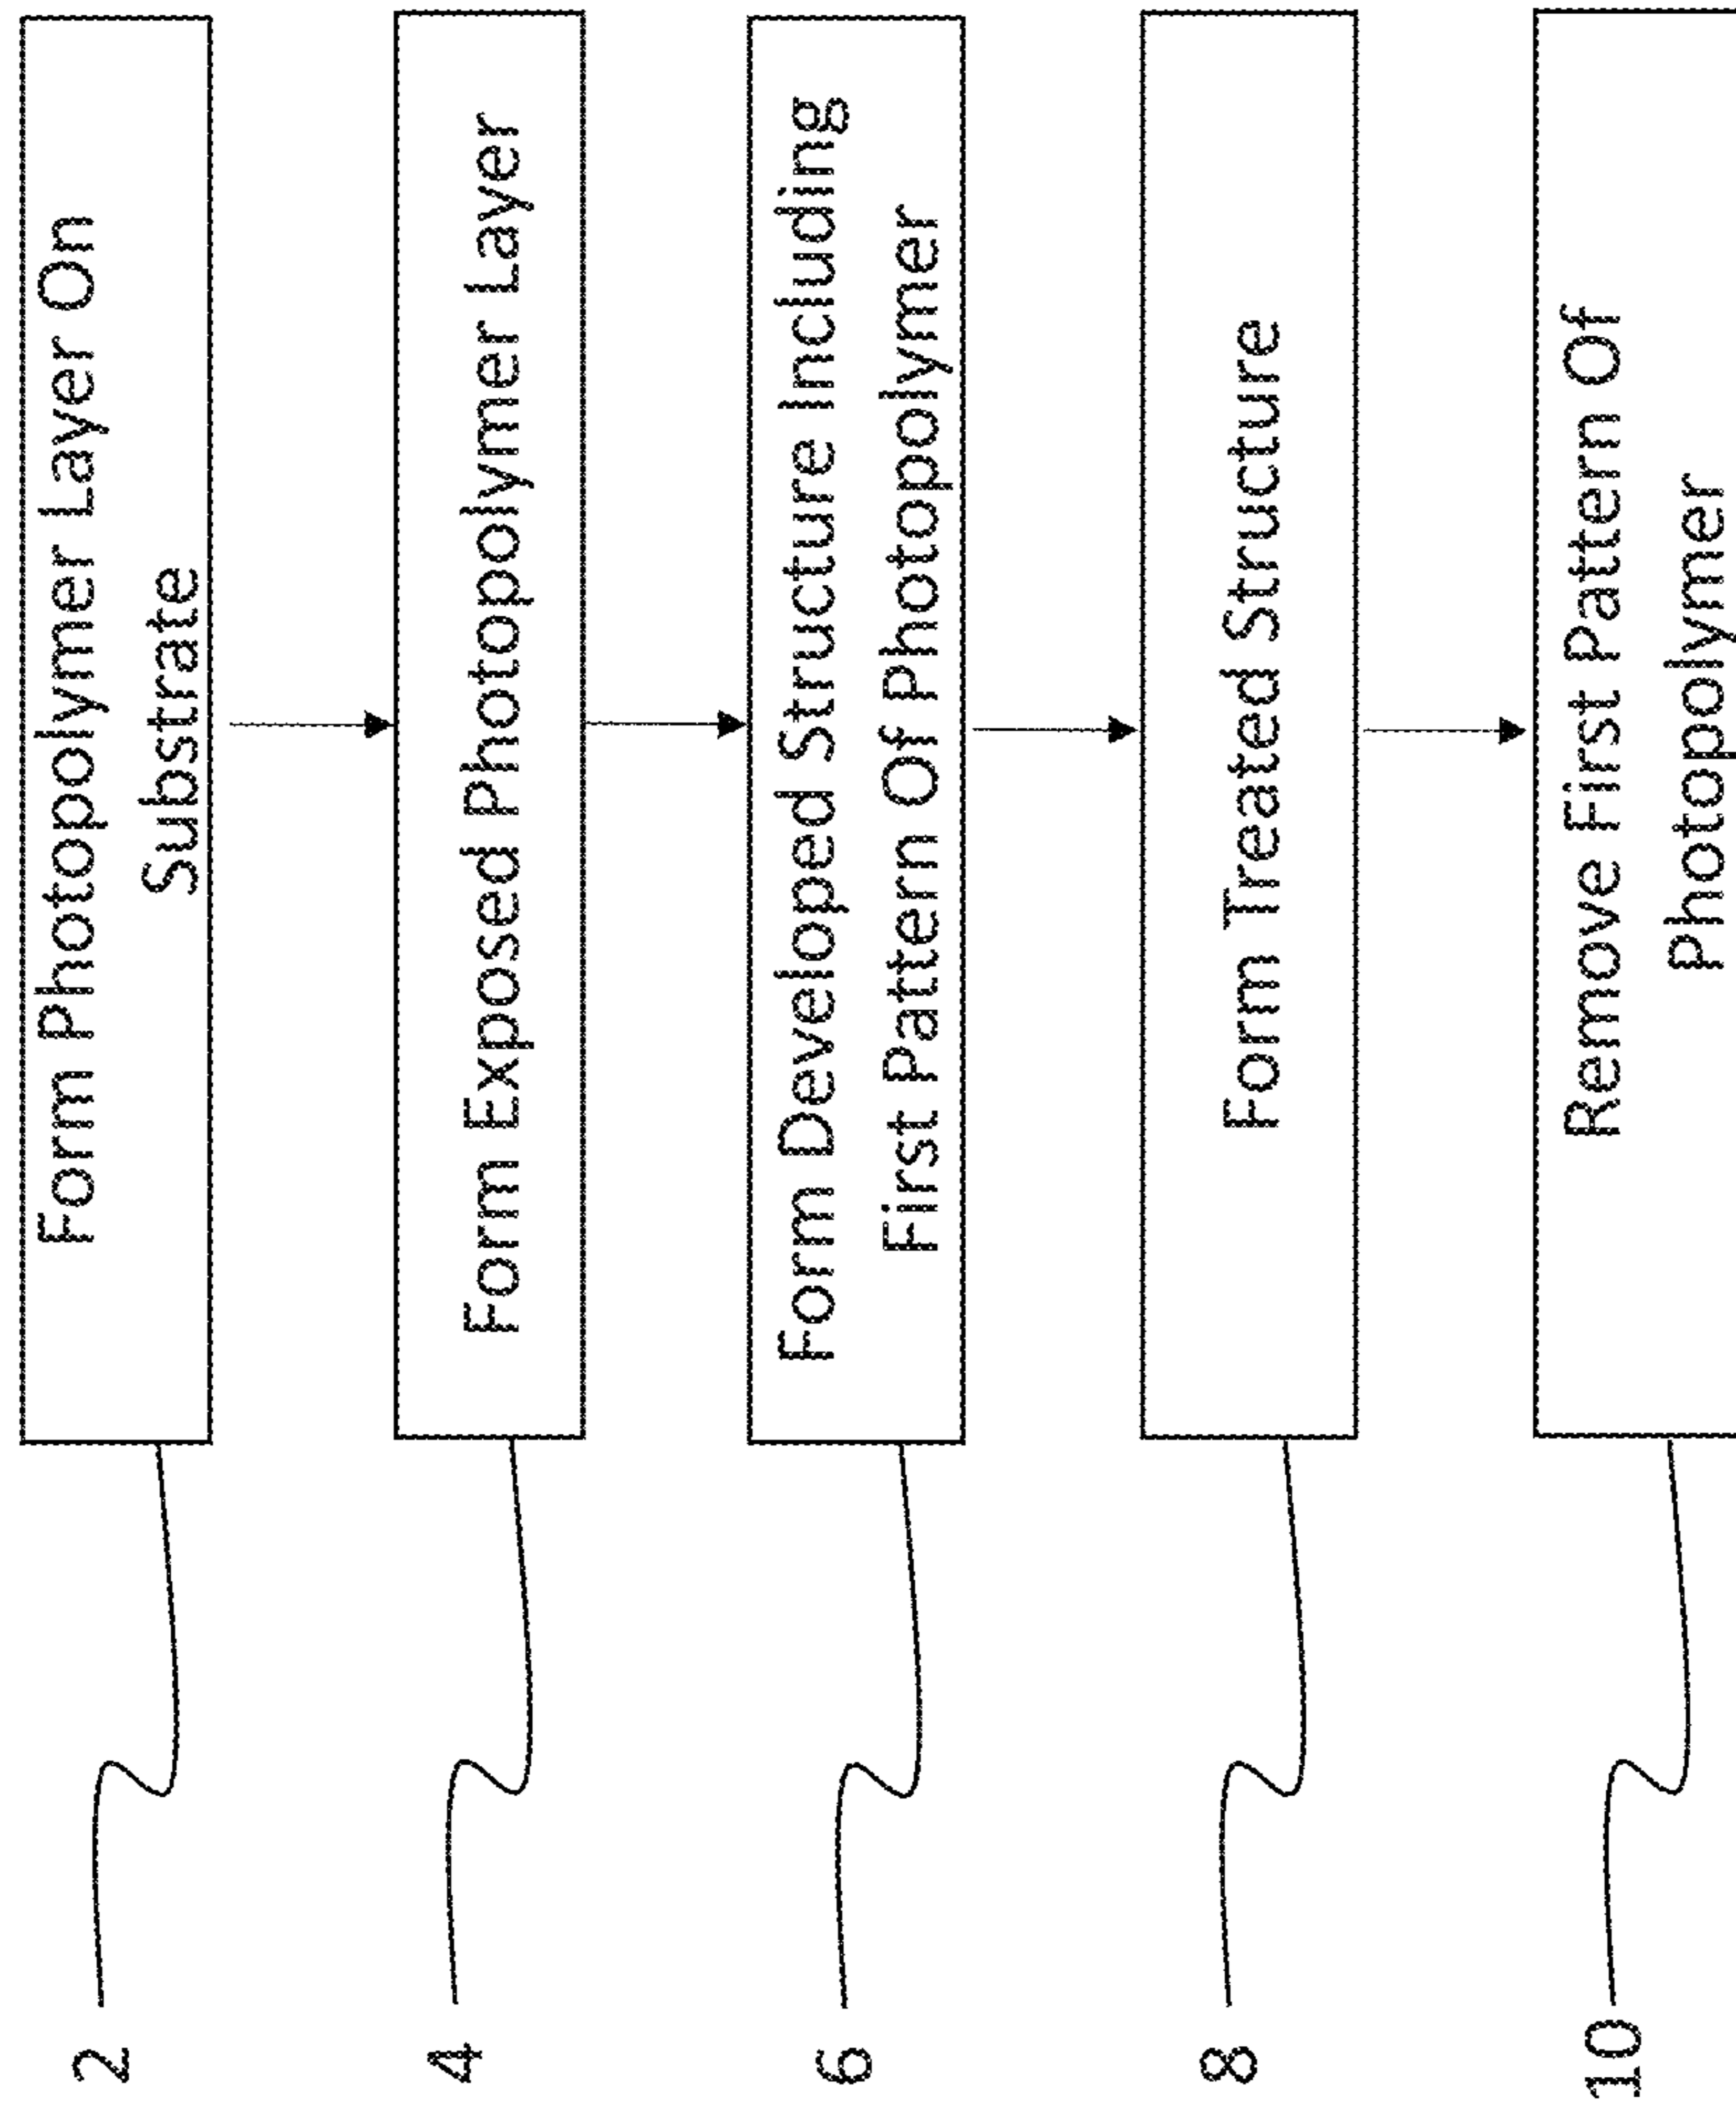 2
Form Photopolymer Layer On
Substrate
4
Form Exposed Photopolymer Layer
6
Form Developed Structure Including
First Pattern Of Photopolymer
8
Form Treated Structure
10
Remove First Pattern Of
Photopolymer